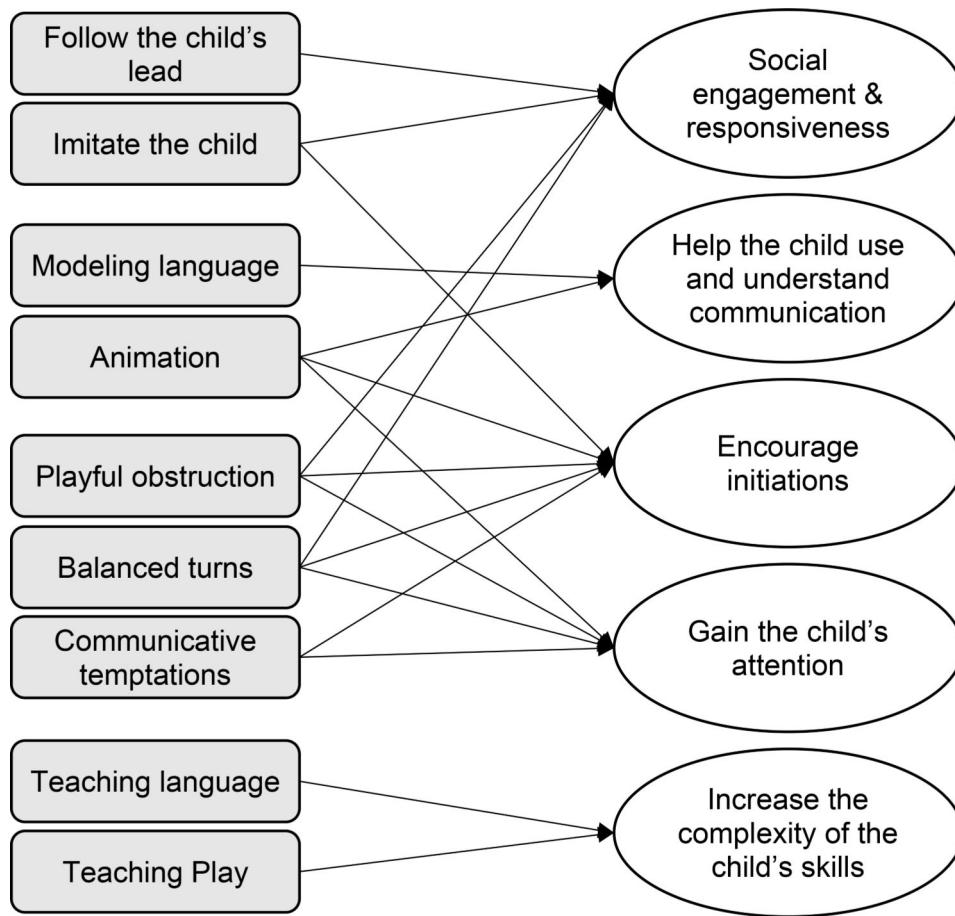 Follow the child’s
lead
Imitate the child
Modeling language
Animation
Playful obstruction
Balanced turns
Communicative
temptations
Teaching language
Teaching Play
Social
engagement &
responsiveness
Help the child use
and understand
communication
Encourage
initiations
Gain the child’s
attention
Increase the
complexity of the
child’s skills